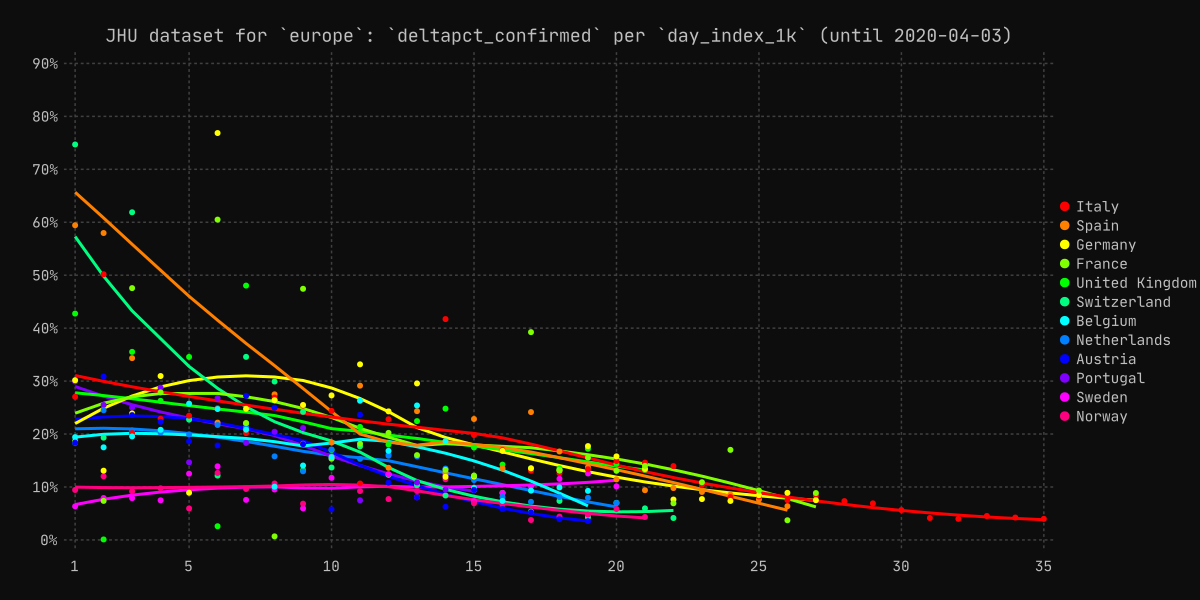 JHU dataset for `europe`: `deltapct_confirmed` per `day_index_1k` (until 2020-04-03)
90%
80%
70%
60%
50%
40%
30%
20%
10%
0%
1 5 10 15 20 25 30 35
Italy
Spain
Germany
France
United Kingdom
Switzerland
Belgium
Netherlands
Austria
Portugal
Sweden
Norway